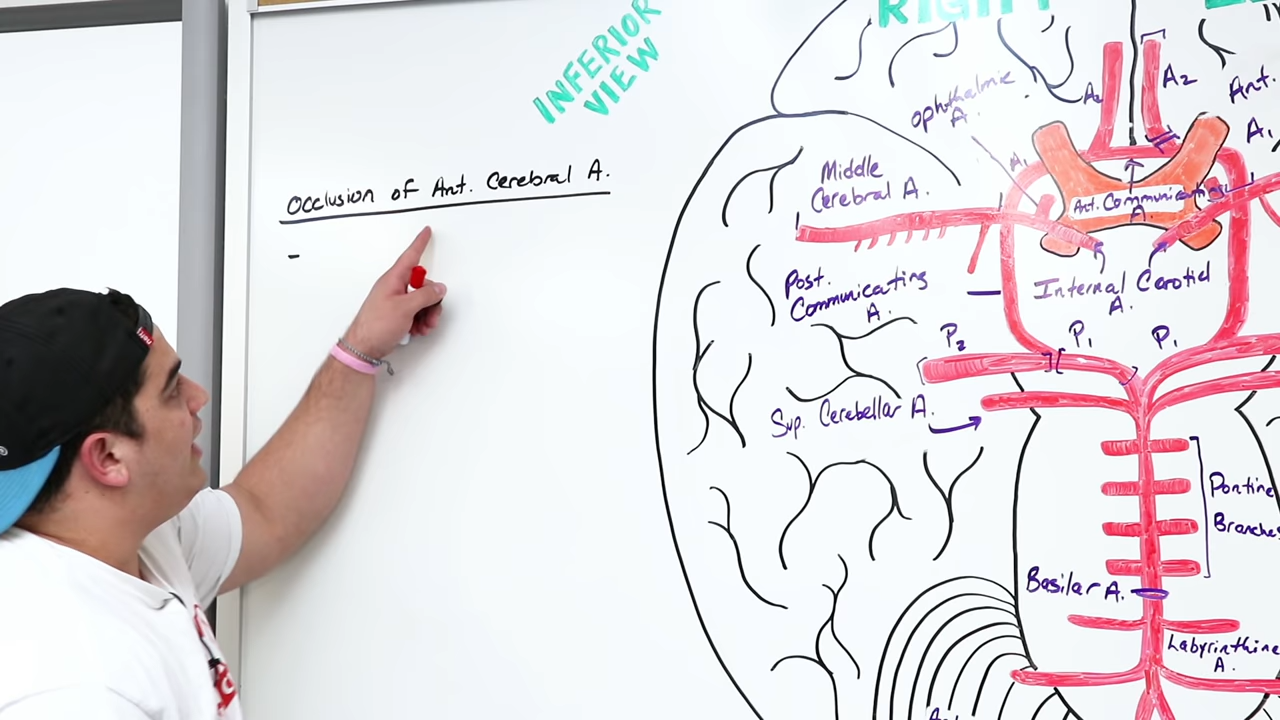 INFERIOR
VIEW
RIGHT
Occlusion of Ant. Cerebral A.
-
Ophthalmic
A.
A2
A2
Ant.
A1
A1
Middle
Cerebral A.
Ant. Communicating
A.
Post.
Communicating
A.
Internal Carotid
A.
P2
P1
P1
Sup. Cerebellar A.
Pontine
Branches
Basilar A.
Labyrinthine
A.